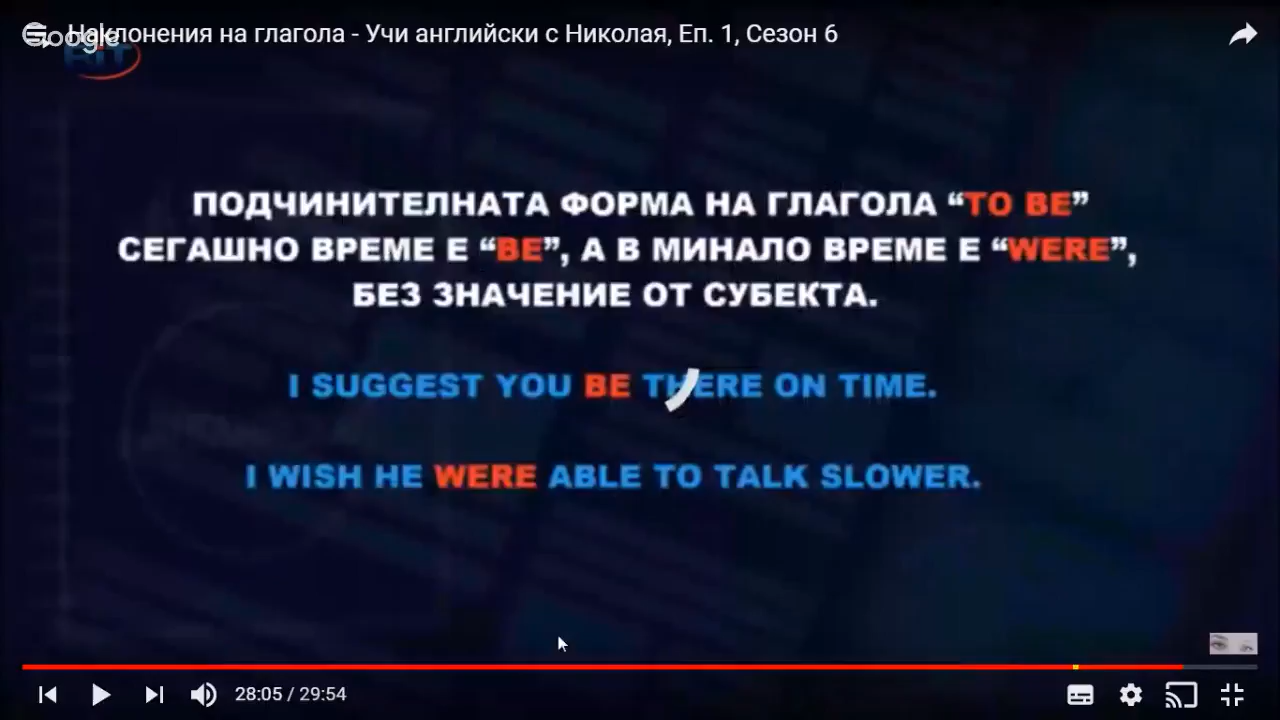 Google
Наклонения на глагола - Учи английски с Николая, Еп. 1, Сезон 6
ПОДЧИНИТЕЛНАТА ФОРМА НА ГЛАГОЛА “TO BE”
СЕГАШНО ВРЕМЕ Е “BE”, А В МИНАЛО ВРЕМЕ Е “WERE”,
БЕЗ ЗНАЧЕНИЕ ОТ СУБЕКТА.
I SUGGEST YOU BE THERE ON TIME.
I WISH HE WERE ABLE TO TALK SLOWER.
28:05 / 29:54